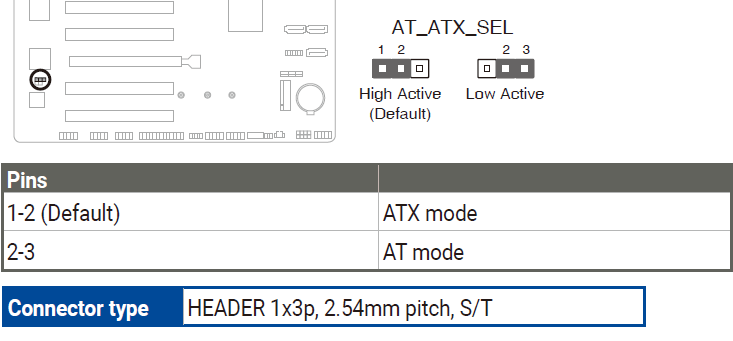 AT_ATX_SEL
1 2
2 3
High Active
(Default)
Low Active
Pins
1-2 (Default)
ATX mode
2-3
AT mode
Connector type
HEADER 1x3p, 2.54mm pitch, S/T